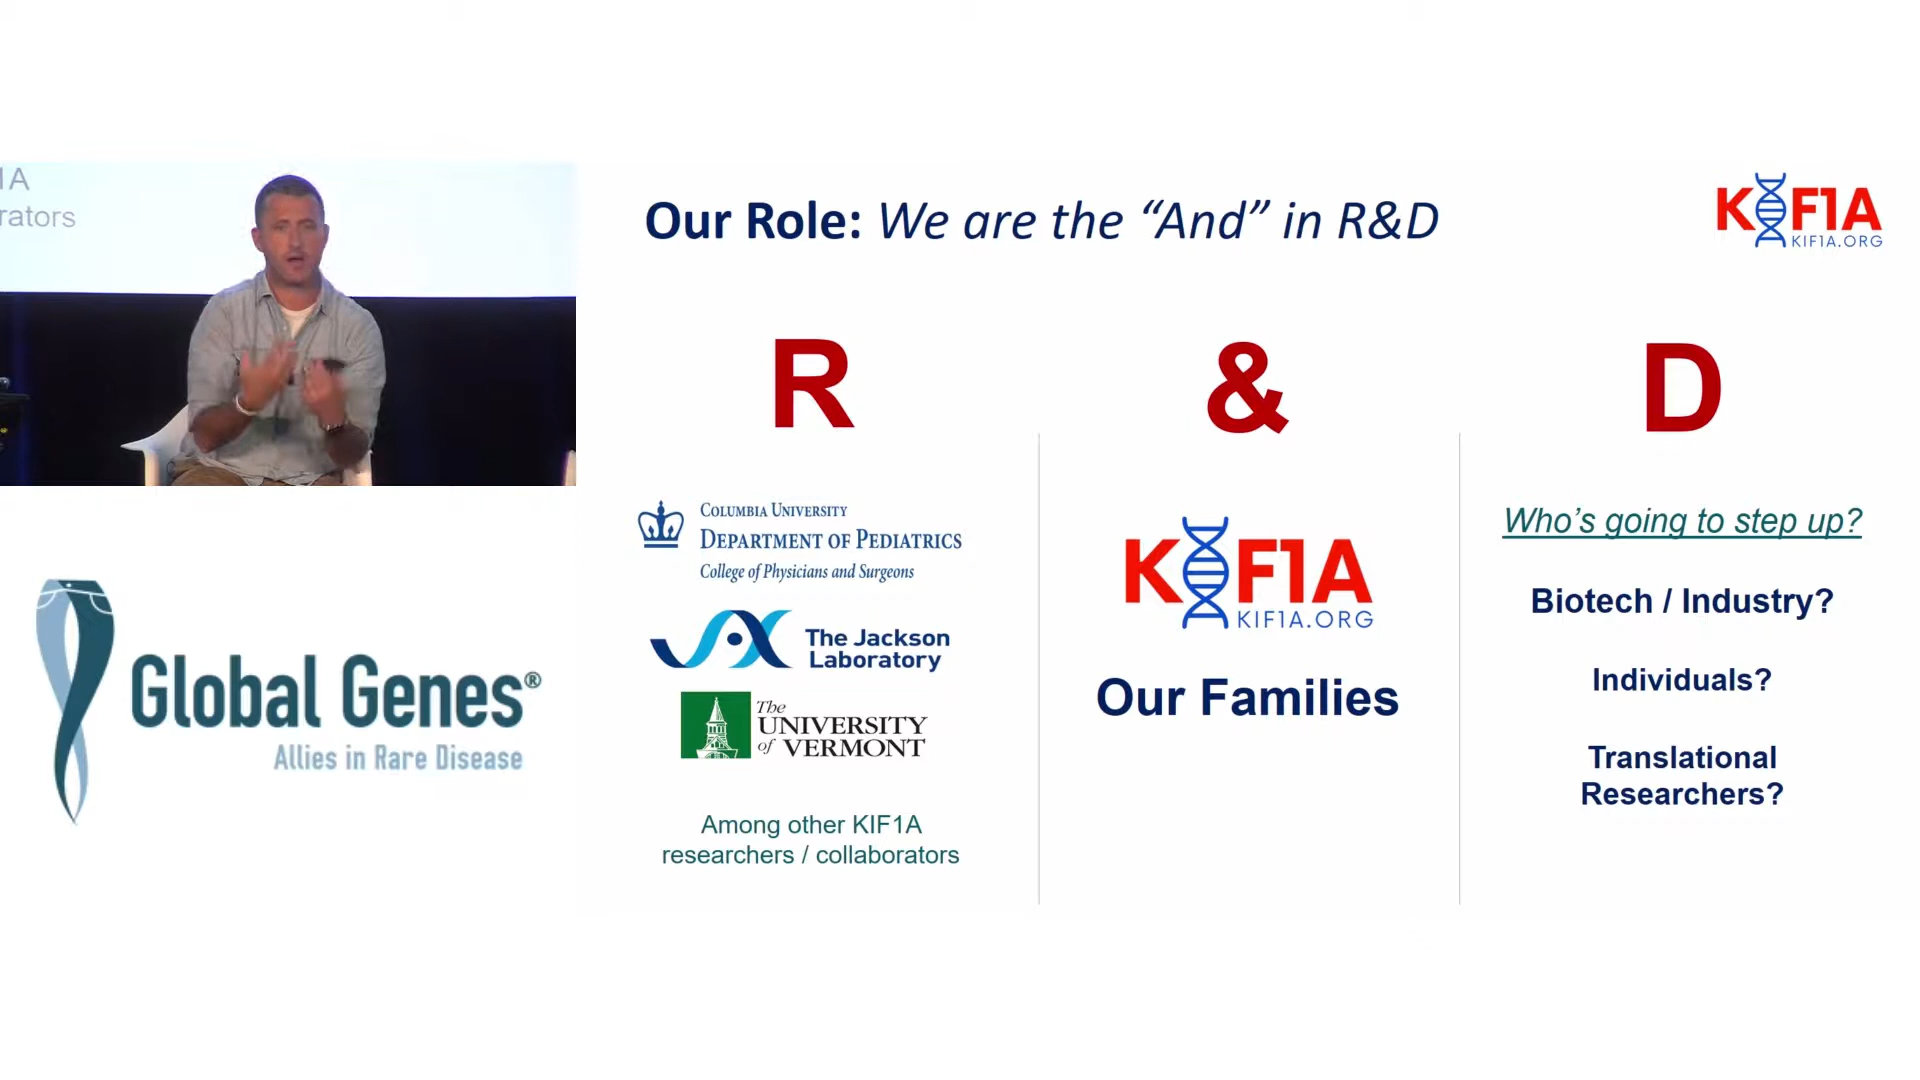 1A
rators
Our Role: We are the “And” in R&D
KIF1A
KIF1A.ORG
R
&
D
COLUMBIA UNIVERSITY
DEPARTMENT OF PEDIATRICS
College of Physicians and Surgeons
The Jackson
Laboratory
The
UNIVERSITY
of VERMONT
Among other KIF1A
researchers / collaborators
KIF1A
KIF1A.ORG
Our Families
Who’s going to step up?
Biotech / Industry?
Individuals?
Translational
Researchers?
Global Genes®
Allies in Rare Disease